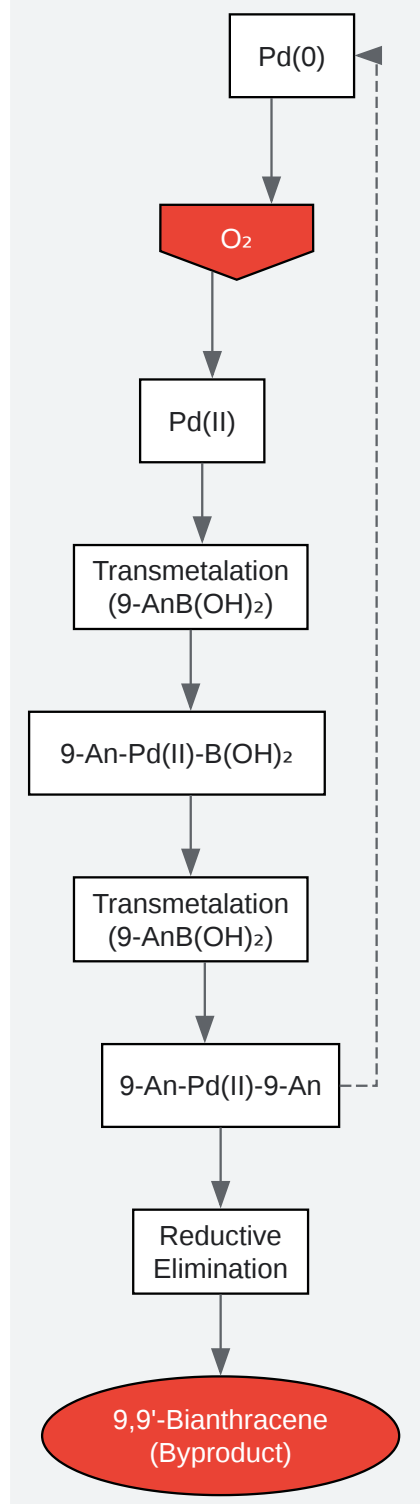 Pd(0)
O₂
Pd(II)
Transmetalation
(9-AnB(OH)₂)
9-An-Pd(II)-B(OH)₂
Transmetalation
(9-AnB(OH)₂)
9-An-Pd(II)-9-An
Reductive
Elimination
9,9'-Bianthracene
(Byproduct)